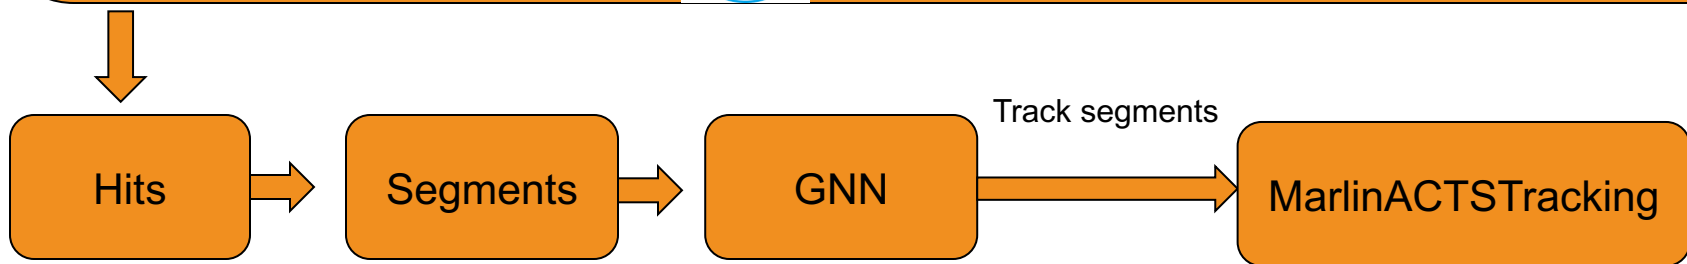 Track segments
Hits
Segments
GNN
MarlinACTSTracking